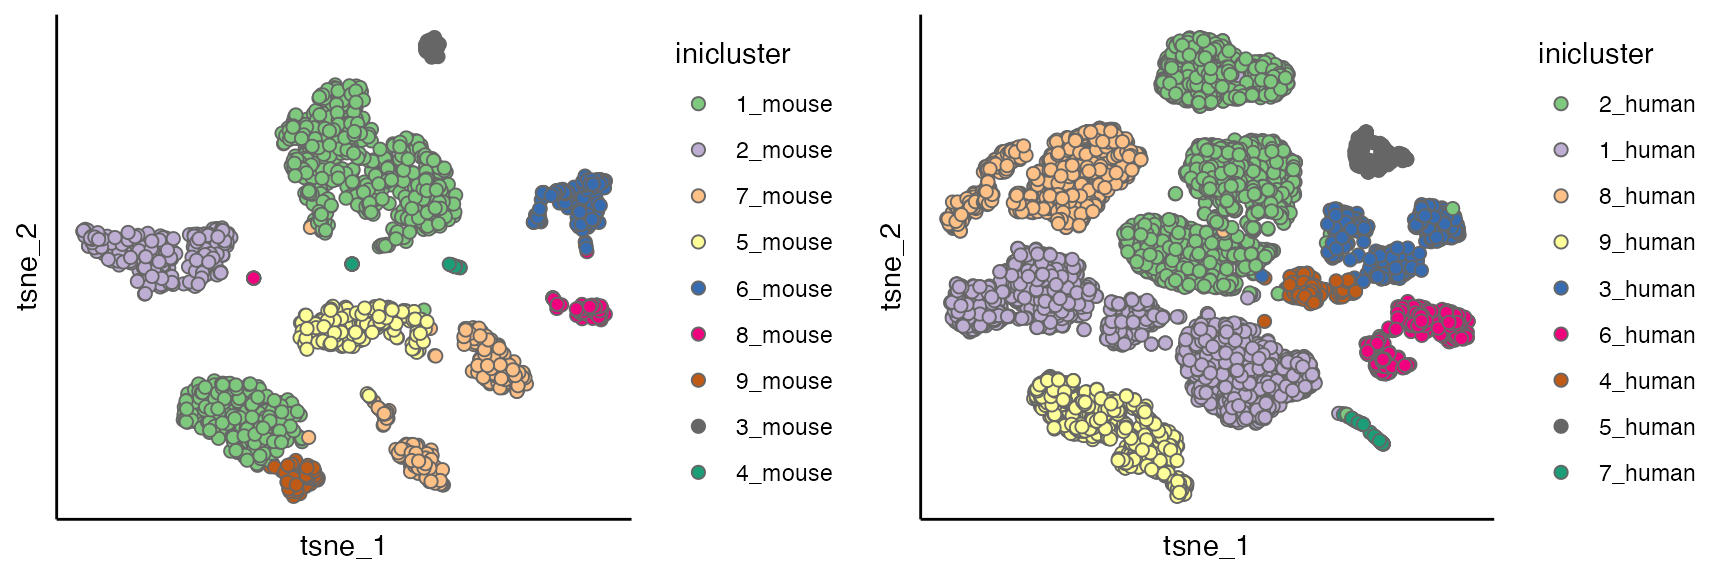 inicluster
1_mouse
2_mouse
7_mouse
5_mouse
6_mouse
8_mouse
9_mouse
3_mouse
4_mouse
tsne_2
tsne_1
inicluster
2_human
1_human
8_human
9_human
3_human
6_human
4_human
5_human
7_human
tsne_2
tsne_1